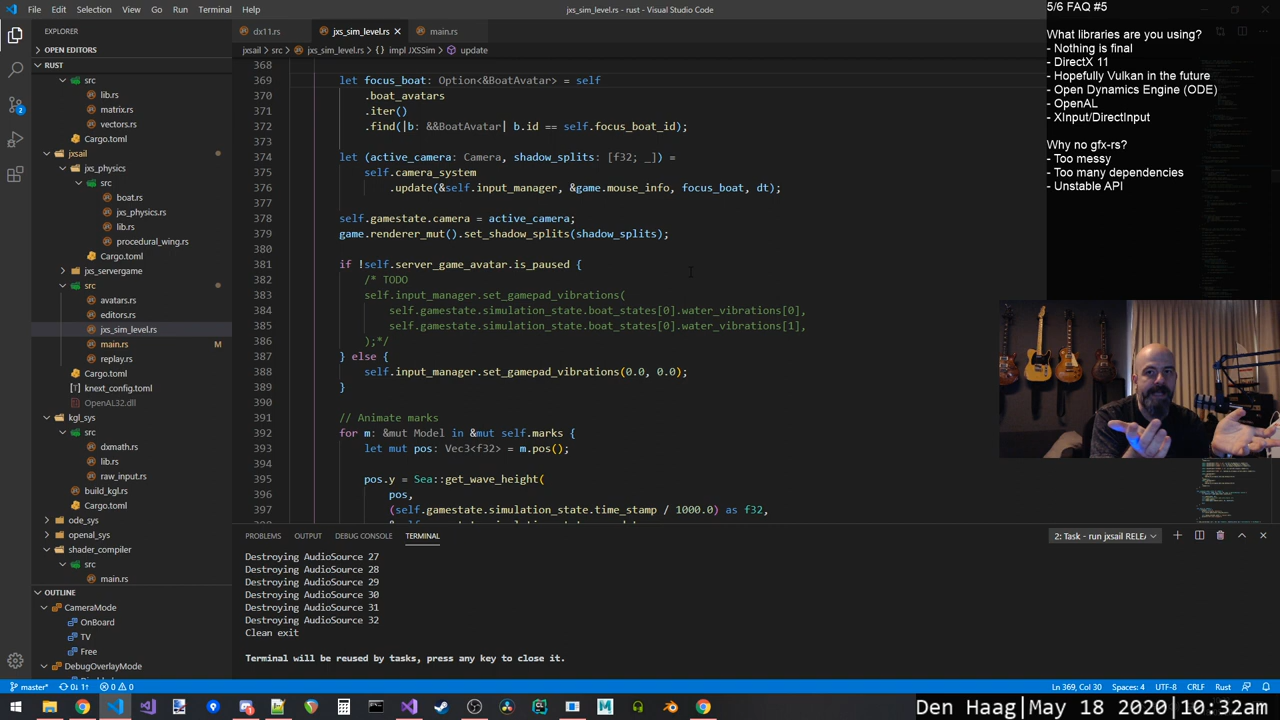 File Edit Selection View Go Run Terminal Help
jxs_sim_level.rs - rust - Visual Studio Code
5/6 FAQ #5
EXPLORER
dx11.rs
jxs_sim_level.rs
main.rs
What libraries are you using?
- Nothing is final
- DirectX 11
- Hopefully Vulkan in the future
- Open Dynamics Engine (ODE)
- OpenAL
- XInput/DirectInput
Why no gfx-rs?
- Too messy
- Too many dependencies
- Unstable API
OPEN EDITORS
RUST
src
lib.rs
matrix.rs
vectors.rs
Cargo.toml
jxsail
jxs_physics
src
boat.rs
jxs_physics.rs
lib.rs
procedural_wing.rs
Cargo.toml
jxs_servergame
src
avatars.rs
editors.rs
jxs_sim_level.rs
main.rs M
replay.rs
Cargo.toml
knext_config.toml
OpenAL32.dll
kgl_sys
src
dxmath.rs
lib.rs
raw_input.rs
build_kgl.rs
Cargo.toml
ode_sys
openal_sys
shader_compiler
src
main.rs
OUTLINE
CameraMode
OnBoard
TV
Free
DebugOverlayMode
jxsail > src > jxs_sim_level.rs > {} impl JXSSim > update
368
369 let focus_boat: Option<&BoatAvatar> = self
370 .boat_avatars
371 .iter()
372 .find(|b: &&BoatAvatar| b.id == self.focus_boat_id);
373
374 let (active_camera: Camera, shadow_splits: [f32; _]) =
375 self.camera_system
376 .update(&self.input_manager, &game.mouse_info, focus_boat, dt);
377
378 self.gamestate.camera = active_camera;
379 game.renderer_mut().set_shadow_splits(shadow_splits);
380
381 if !self.server_game_avatar.is_paused {
382 /* TODO
383 self.input_manager.set_gamepad_vibrations(
384 self.gamestate.simulation_state.boat_states[0].water_vibrations[0],
385 self.gamestate.simulation_state.boat_states[0].water_vibrations[1],
386 );*/
387 } else {
388 self.input_manager.set_gamepad_vibrations(0.0, 0.0);
389 }
390
391 // Animate marks
392 for m: &mut Model in &mut self.marks {
393 let mut pos: Vec3<f32> = m.pos();
394
395 pos.y = Sea::get_wave_height(
396 pos,
397 (self.gamestate.simulation_state.time_stamp / 1000.0) as f32,
PROBLEMS OUTPUT DEBUG CONSOLE TERMINAL
2: Task - run jxsail RELEA
Destroying AudioSource 27
Destroying AudioSource 28
Destroying AudioSource 29
Destroying AudioSource 30
Destroying AudioSource 31
Destroying AudioSource 32
Clean exit
Terminal will be reused by tasks, press any key to close it.
master* 0↓ 1↑ 0 0
Ln 369, Col 30 Spaces: 4 UTF-8 CRLF Rust
Den Haag|May 18 2020|10:32am